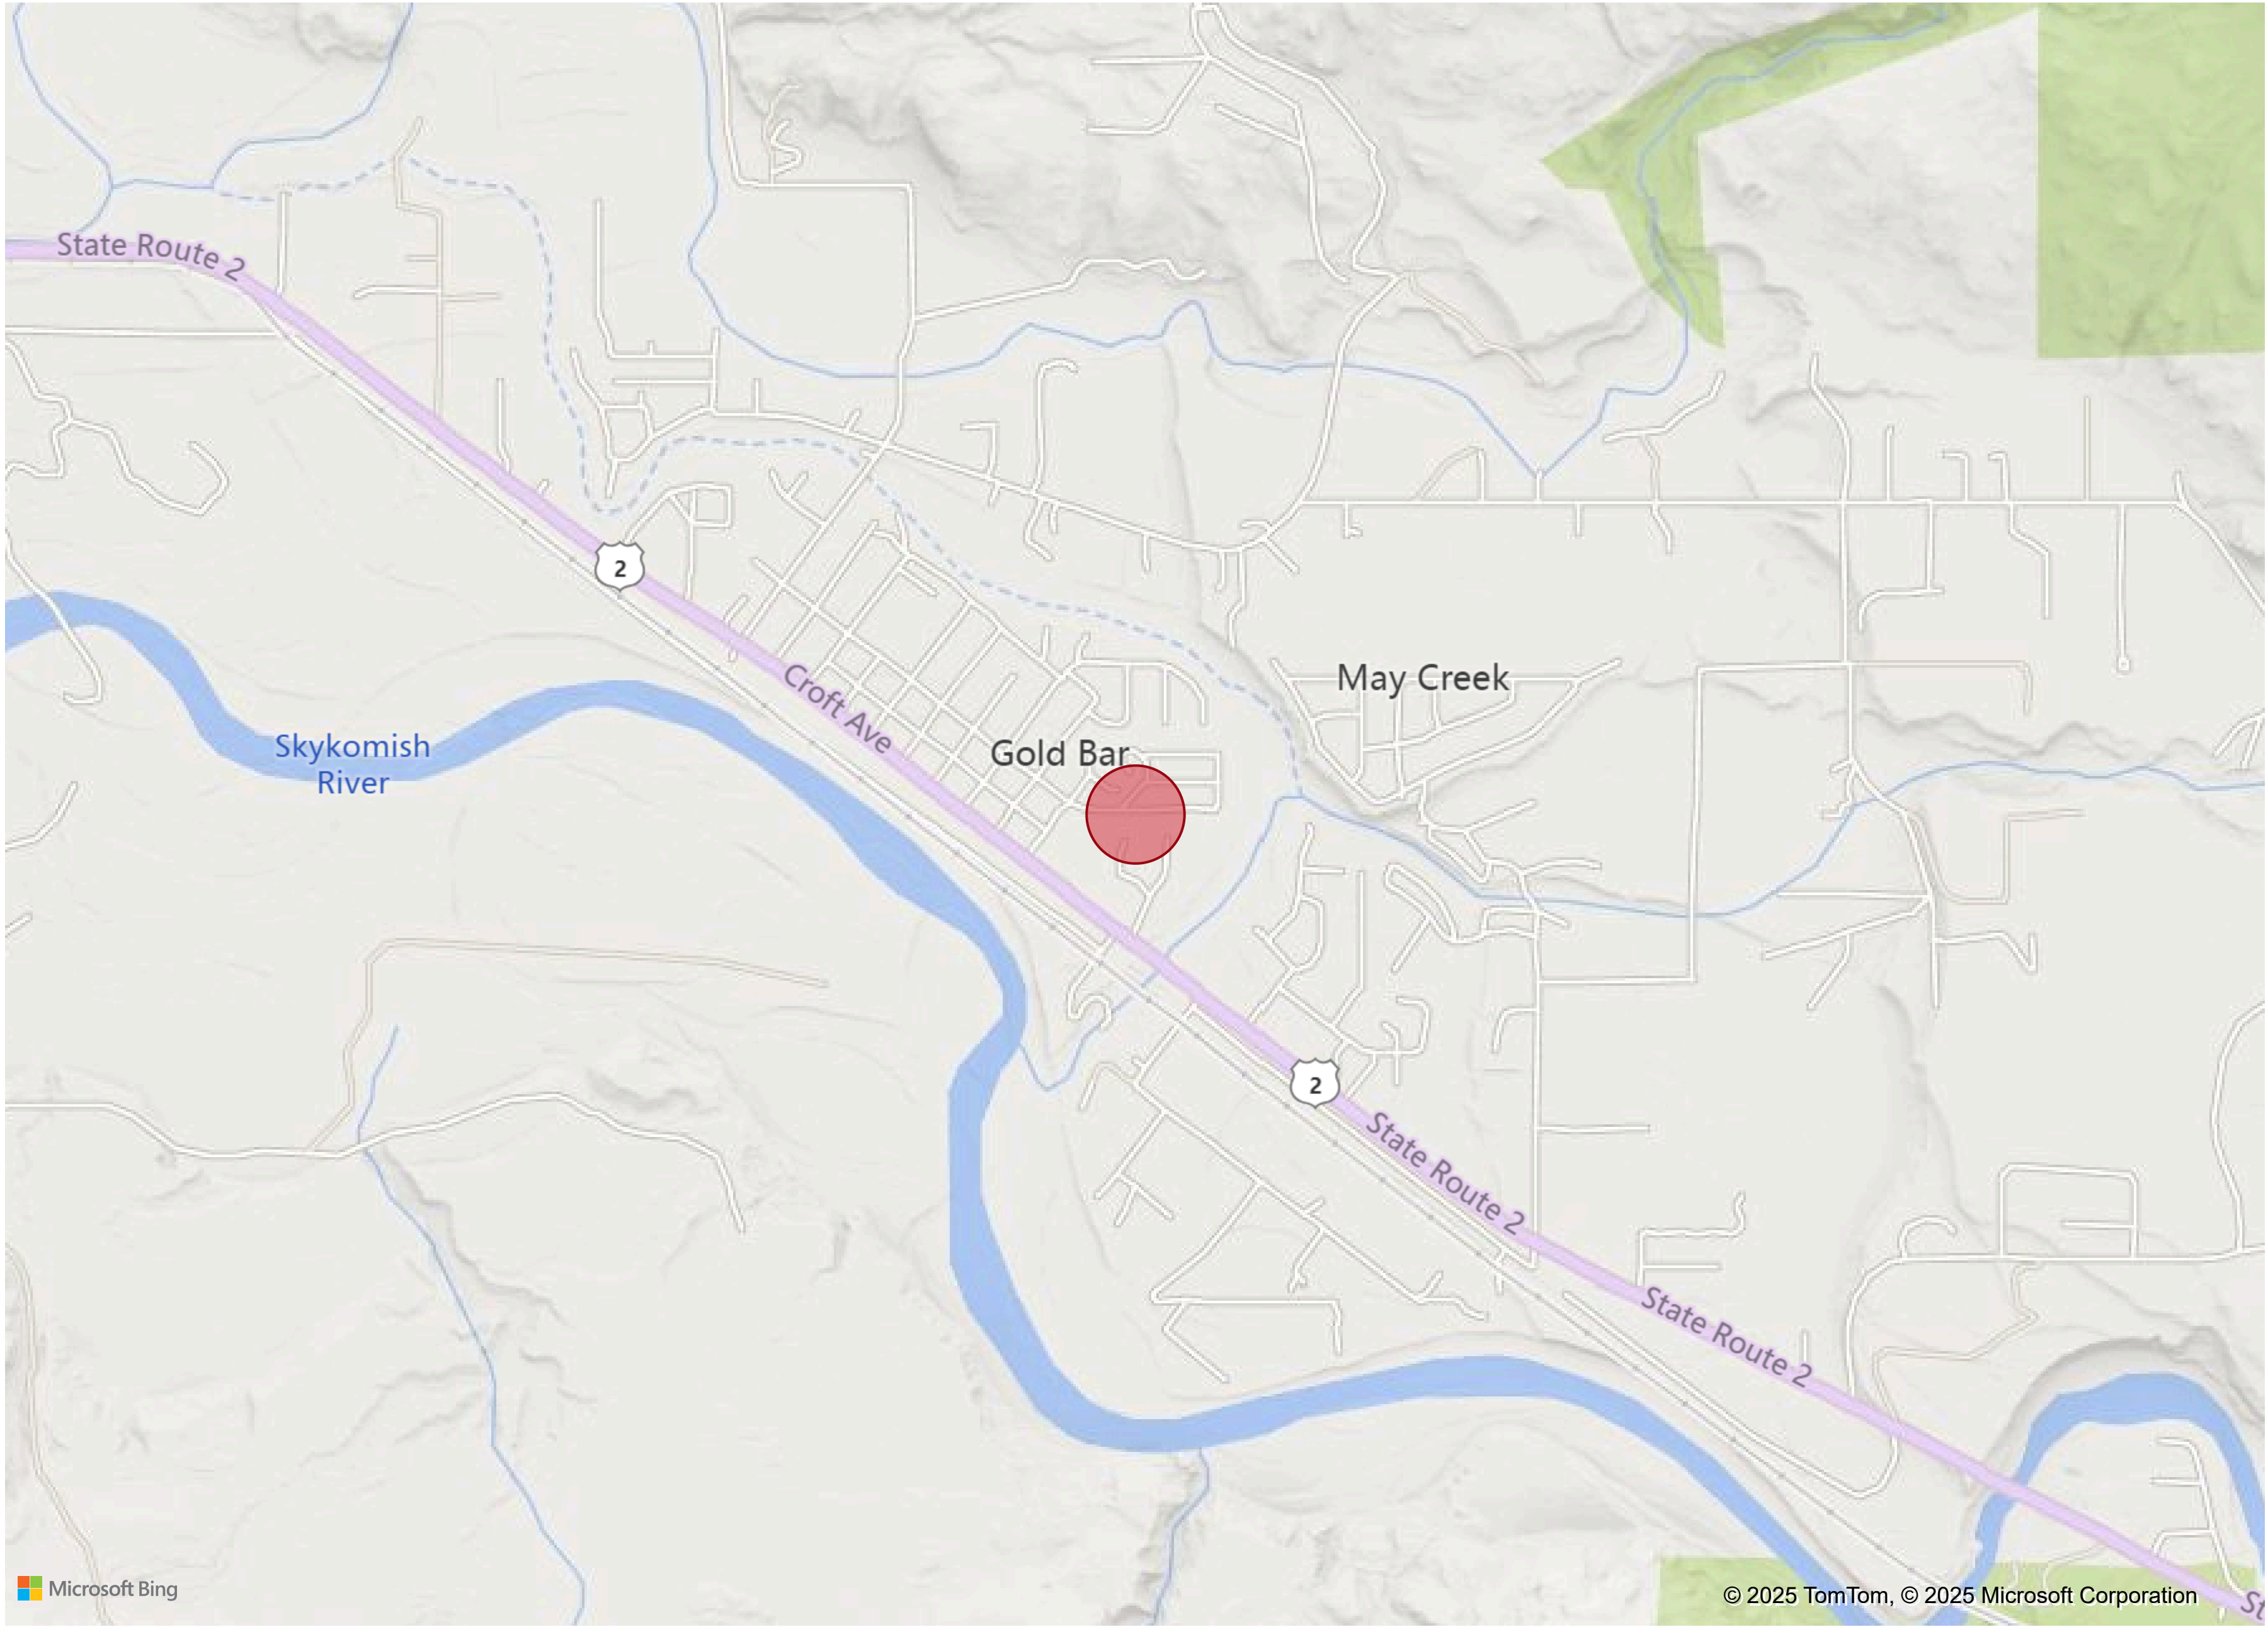 State Route 2
2
Croft Ave
May Creek
Skykomish
River
Gold Bar
2
State Route 2
State Route 2
Microsoft Bing
© 2025 TomTom, © 2025 Microsoft Corporation
St